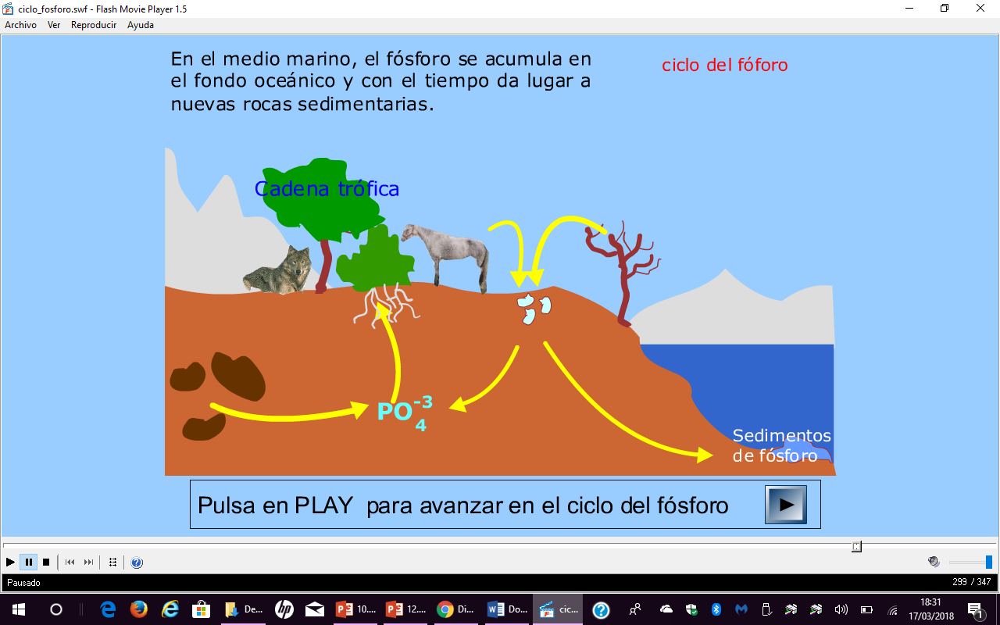 ciclo_fosforo.swf - Flash Movie Player 1.5
Archivo Ver Reproducir Ayuda
En el medio marino, el fósforo se acumula en
el fondo oceánico y con el tiempo da lugar a
nuevas rocas sedimentarias.
ciclo del fóforo
Cadena trófica
PO4-3
Sedimentos
de fósforo
Pulsa en PLAY para avanzar en el ciclo del fósforo
Pausado
299 / 347
De...
hp
10....
12....
Di...
Do...
cic...
18:31
17/03/2018
1